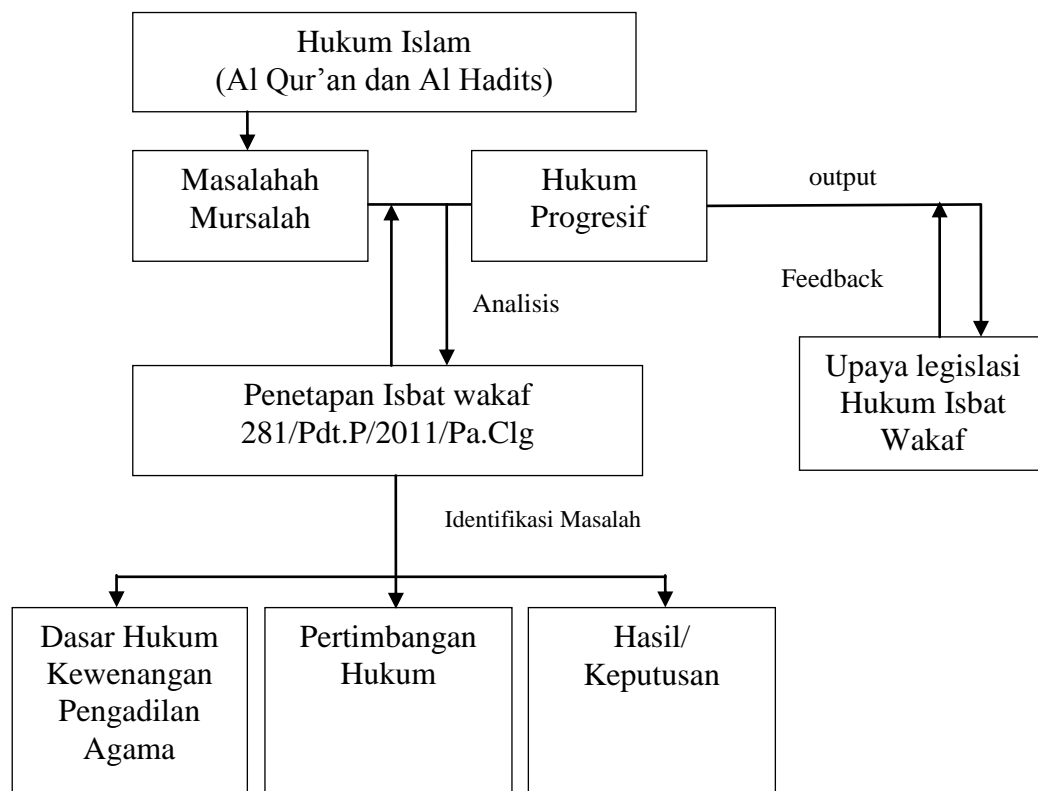 Hukum Islam
(Al Qur’an dan Al Hadits)
Masalahah
Mursalah
Hukum
Progresif
output
Analisis
Feedback
Penetapan Isbat wakaf
281/Pdt.P/2011/Pa.Clg
Upaya legislasi
Hukum Isbat
Wakaf
Identifikasi Masalah
Dasar Hukum
Kewenangan
Pengadilan
Agama
Pertimbangan
Hukum
Hasil/
Keputusan